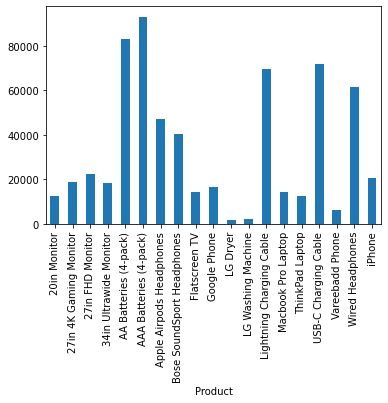 80000
60000
40000
20000
0
20in Monitor
27in 4K Gaming Monitor
27in FHD Monitor
34in Ultrawide Monitor
AA Batteries (4-pack)
AAA Batteries (4-pack)
Apple Airpods Headphones
Bose SoundSport Headphones
Flatscreen TV
Google Phone
LG Dryer
LG Washing Machine
Lightning Charging Cable
Macbook Pro Laptop
ThinkPad Laptop
USB-C Charging Cable
Vareebadd Phone
Wired Headphones
iPhone
Product